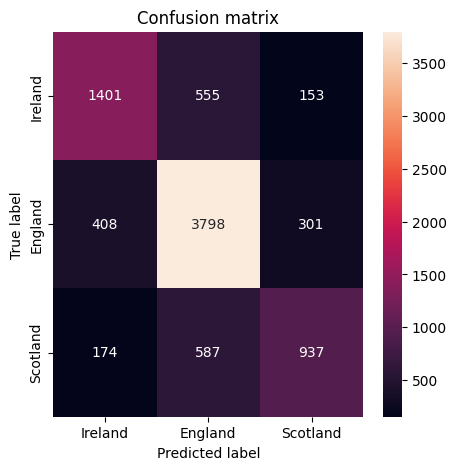 Confusion matrix
Ireland 1401 555 153
England 408 3798 301
Scotland 174 587 937
Ireland England Scotland
Predicted label
True label
3500
3000
2500
2000
1500
1000
500